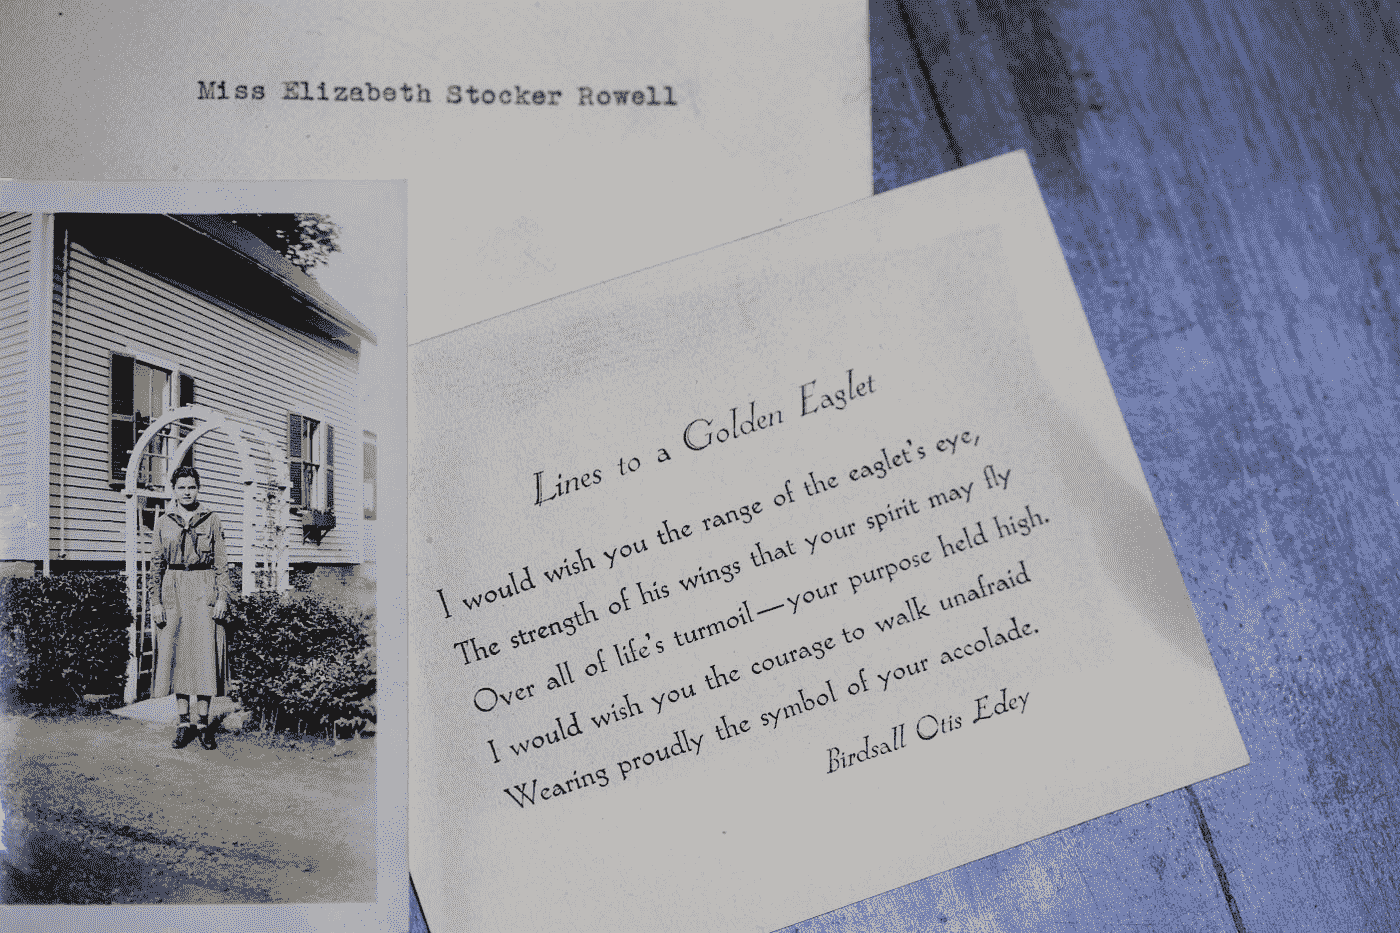 Miss Elizabeth Stocker Rowell
Lines to a Golden Eaglet
I would wish you the range of the eaglet's eye,
The strength of his wings that your spirit may fly
Over all of life's turmoil—your purpose held high.
I would wish you the courage to walk unafraid
Wearing proudly the symbol of your accolade.
Birdsall Otis Edey